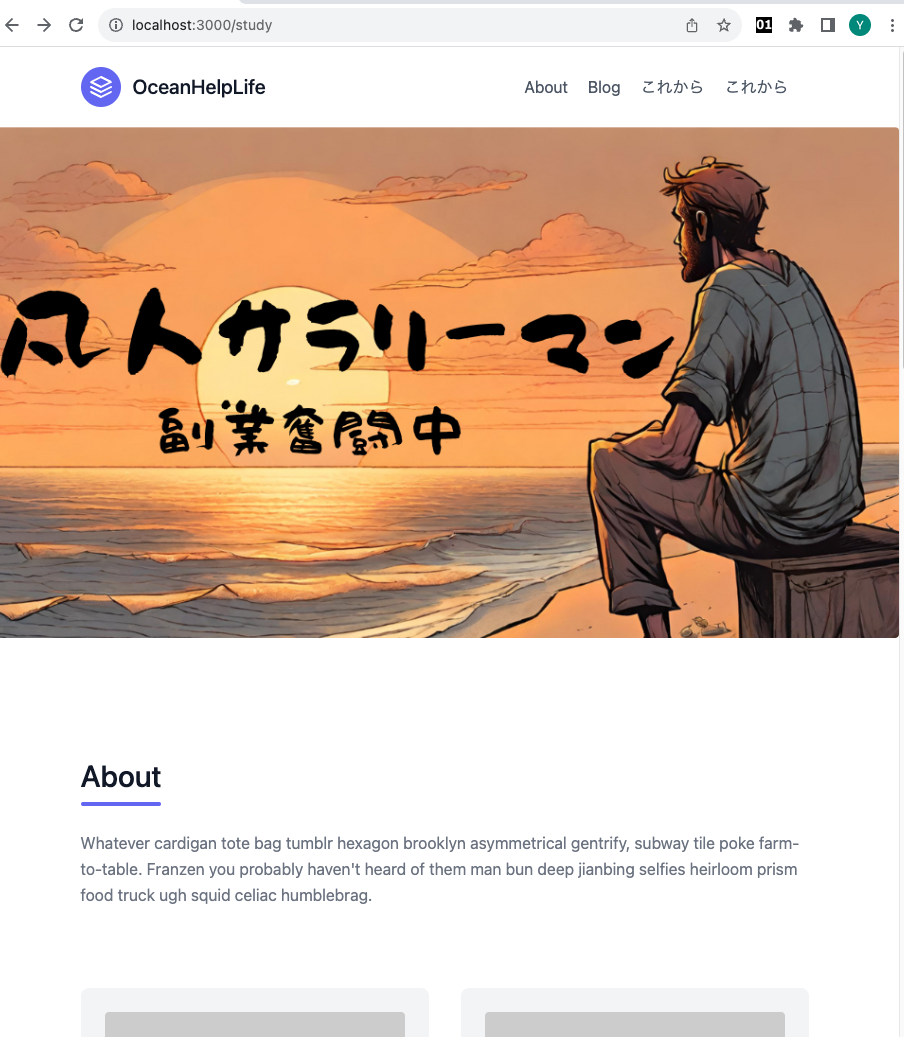 localhost:3000/study
01
Y
OceanHelpLife
About Blog これから これから
凡人サラリーマン
副業奮闘中
About
Whatever cardigan tote bag tumblr hexagon brooklyn asymmetrical gentrify, subway tile poke farm-
to-table. Franzen you probably haven't heard of them man bun deep jianbing selfies heirloom prism
food truck ugh squid celiac humblebrag.